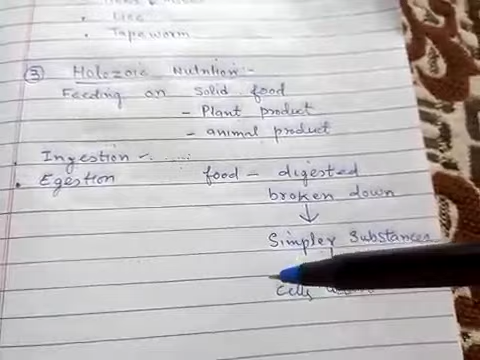 • Lice
• Tapeworm
③ Holozoic Nutrition :-
Feeding on solid food
- Plant product
- animal product
• Ingestion -. .....
• Egestion food - digested
broken down
↓
Simpler substances
Cells